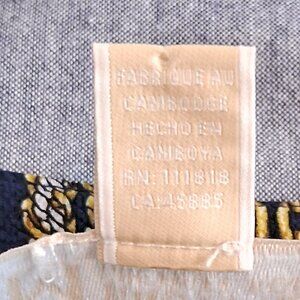 FABRIQUE AU
CAMBODGE
HECHO EN
CAMBOYA
RN: 111818
CA:45885